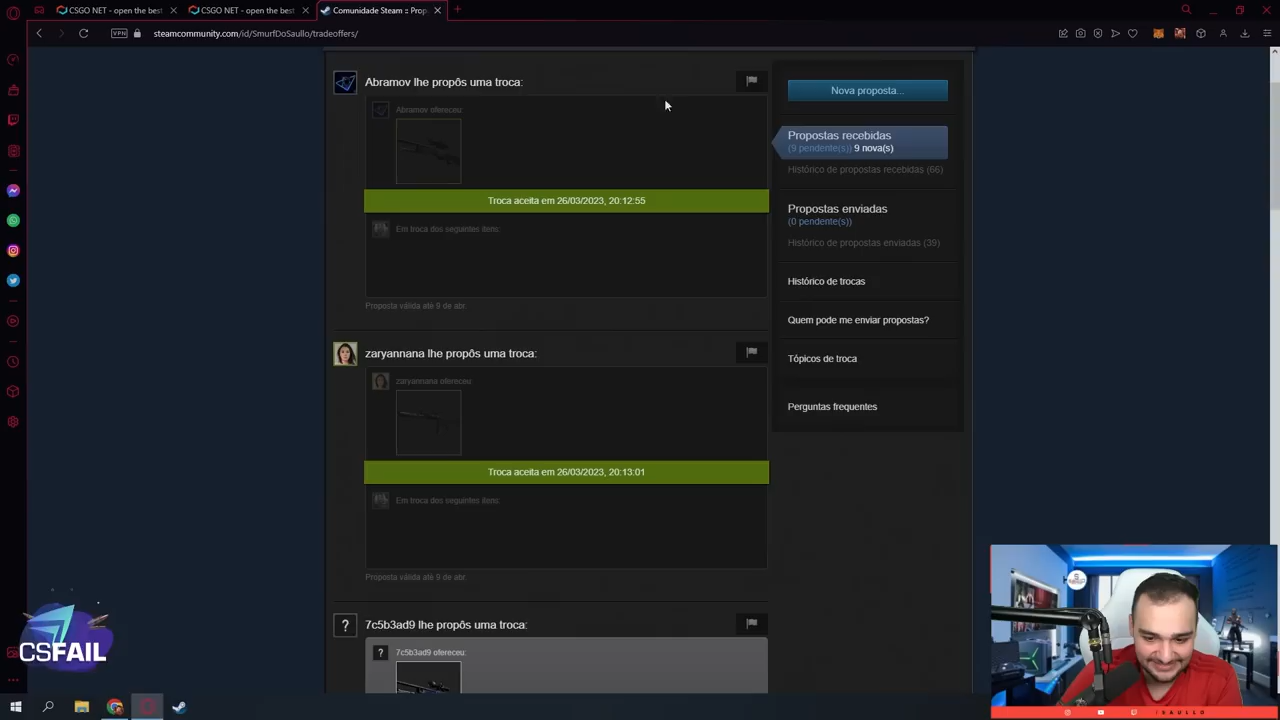 CSGO NET - open the best
CSGO NET - open the best
Comunidade Steam :: Prop
VPN
steamcommunity.com/id/SmurfDoSaullo/tradeoffers/
Abramov lhe propôs uma troca:
Abramov ofereceu:
Troca aceita em 26/03/2023, 20:12:55
Em troca dos seguintes itens:
Proposta válida até 9 de abr.
zaryannana lhe propôs uma troca:
zaryannana ofereceu:
Troca aceita em 26/03/2023, 20:13:01
Em troca dos seguintes itens:
Proposta válida até 9 de abr.
7c5b3ad9 lhe propôs uma troca:
?
7c5b3ad9 ofereceu:
?
Nova proposta...
Propostas recebidas
(9 pendente(s)) 9 nova(s)
Histórico de propostas recebidas (66)
Propostas enviadas
(0 pendente(s))
Histórico de propostas enviadas (39)
Histórico de trocas
Quem pode me enviar propostas?
Tópicos de troca
Perguntas frequentes
CSFAIL
ISAULLO